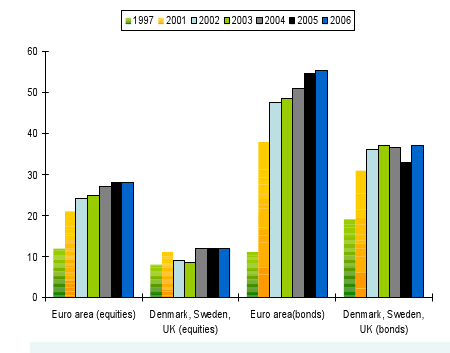 1997 2001 2002 2003 2004 2005 2006
60
50
40
30
20
10
0
Euro area (equities) Denmark, Sweden, Euro area(bonds) Denmark, Sweden,
UK (equities) UK (bonds)